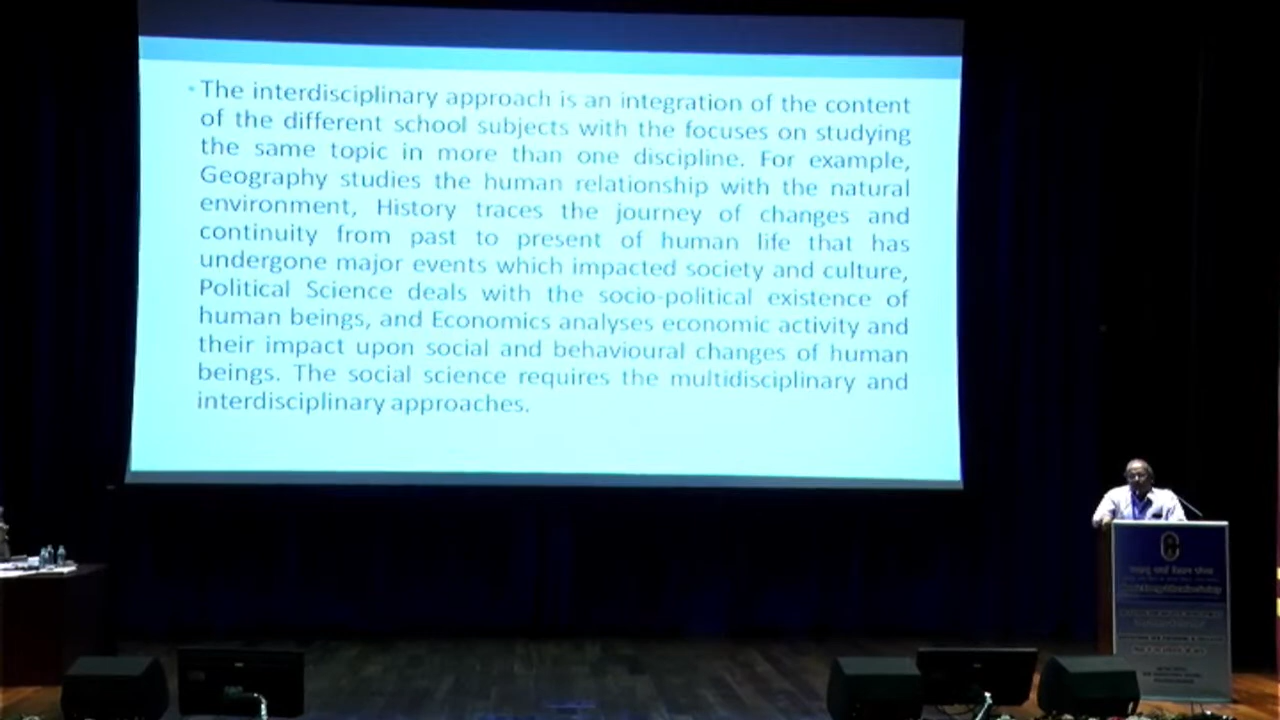 The interdisciplinary approach is an integration of the content
of the different school subjects with the focuses on studying
the same topic in more than one discipline. For example,
Geography studies the human relationship with the natural
environment, History traces the journey of changes and
continuity from past to present of human life that has
undergone major events which impacted society and culture,
Political Science deals with the socio-political existence of
human beings, and Economics analyses economic activity and
their impact upon social and behavioural changes of human
beings. The social science requires the multidisciplinary and
interdisciplinary approaches.